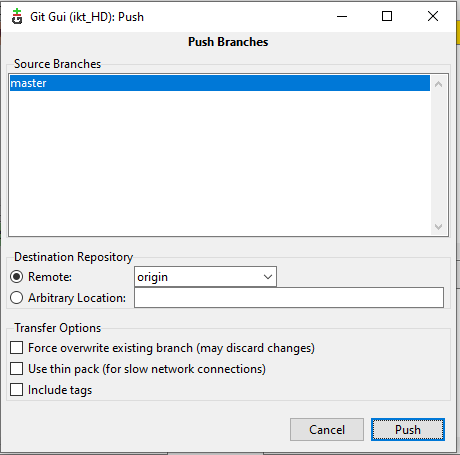 Git Gui (ikt_HD): Push
Push Branches
Source Branches
master
Destination Repository
Remote: origin
Arbitrary Location:
Transfer Options
Force overwrite existing branch (may discard changes)
Use thin pack (for slow network connections)
Include tags
Cancel Push